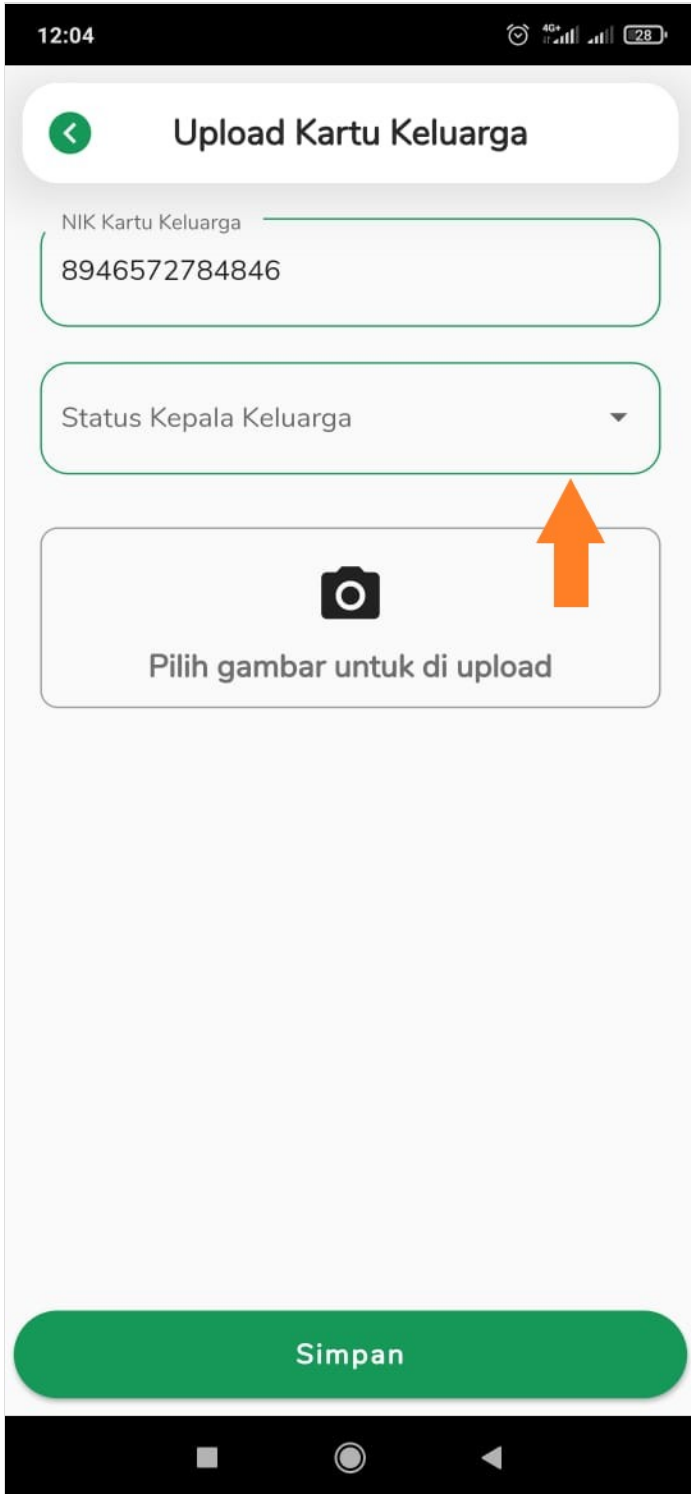 12:04
4G+
28
Upload Kartu Keluarga
NIK Kartu Keluarga
8946572784846
Status Kepala Keluarga
Pilih gambar untuk di upload
Simpan